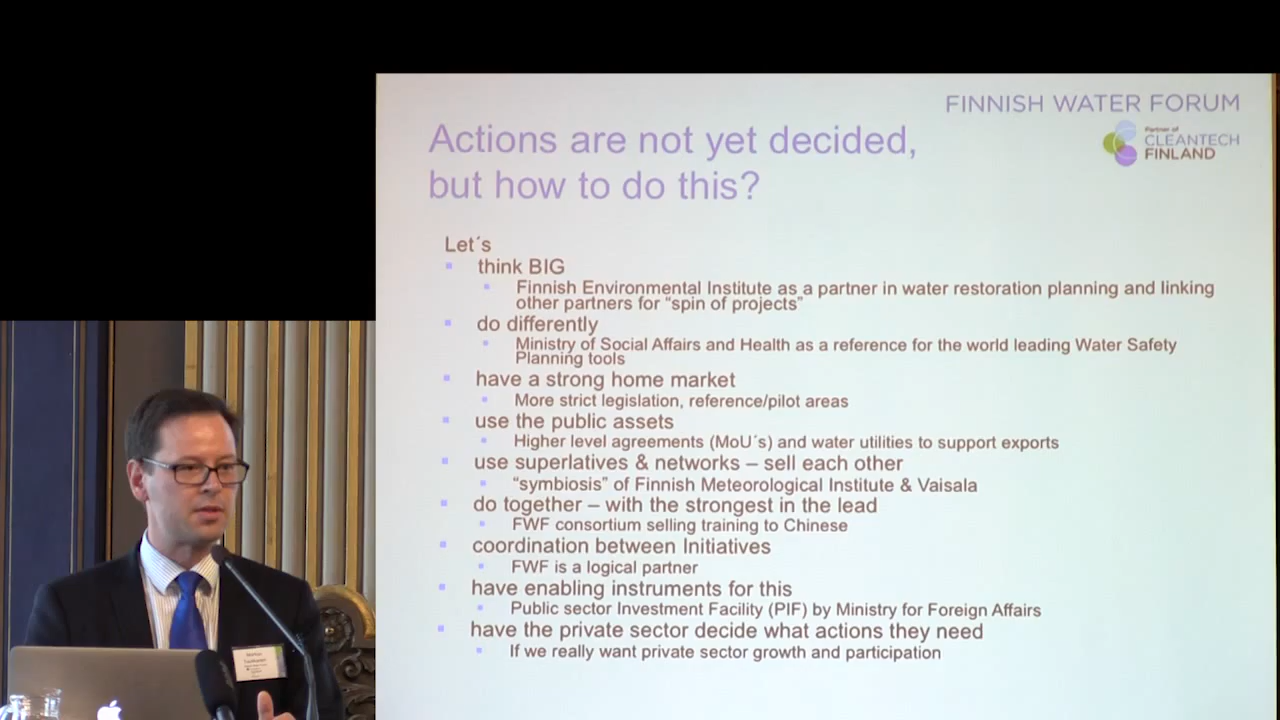 FINNISH WATER FORUM
Partner of
CLEANTECH
FINLAND
Actions are not yet decided,
but how to do this?
Let´s
think BIG
Finnish Environmental Institute as a partner in water restoration planning and linking
other partners for “spin of projects”
do differently
Ministry of Social Affairs and Health as a reference for the world leading Water Safety
Planning tools
have a strong home market
More strict legislation, reference/pilot areas
use the public assets
Higher level agreements (MoU´s) and water utilities to support exports
use superlatives & networks – sell each other
“symbiosis” of Finnish Meteorological Institute & Vaisala
do together – with the strongest in the lead
FWF consortium selling training to Chinese
coordination between Initiatives
FWF is a logical partner
have enabling instruments for this
Public sector Investment Facility (PIF) by Ministry for Foreign Affairs
have the private sector decide what actions they need
If we really want private sector growth and participation